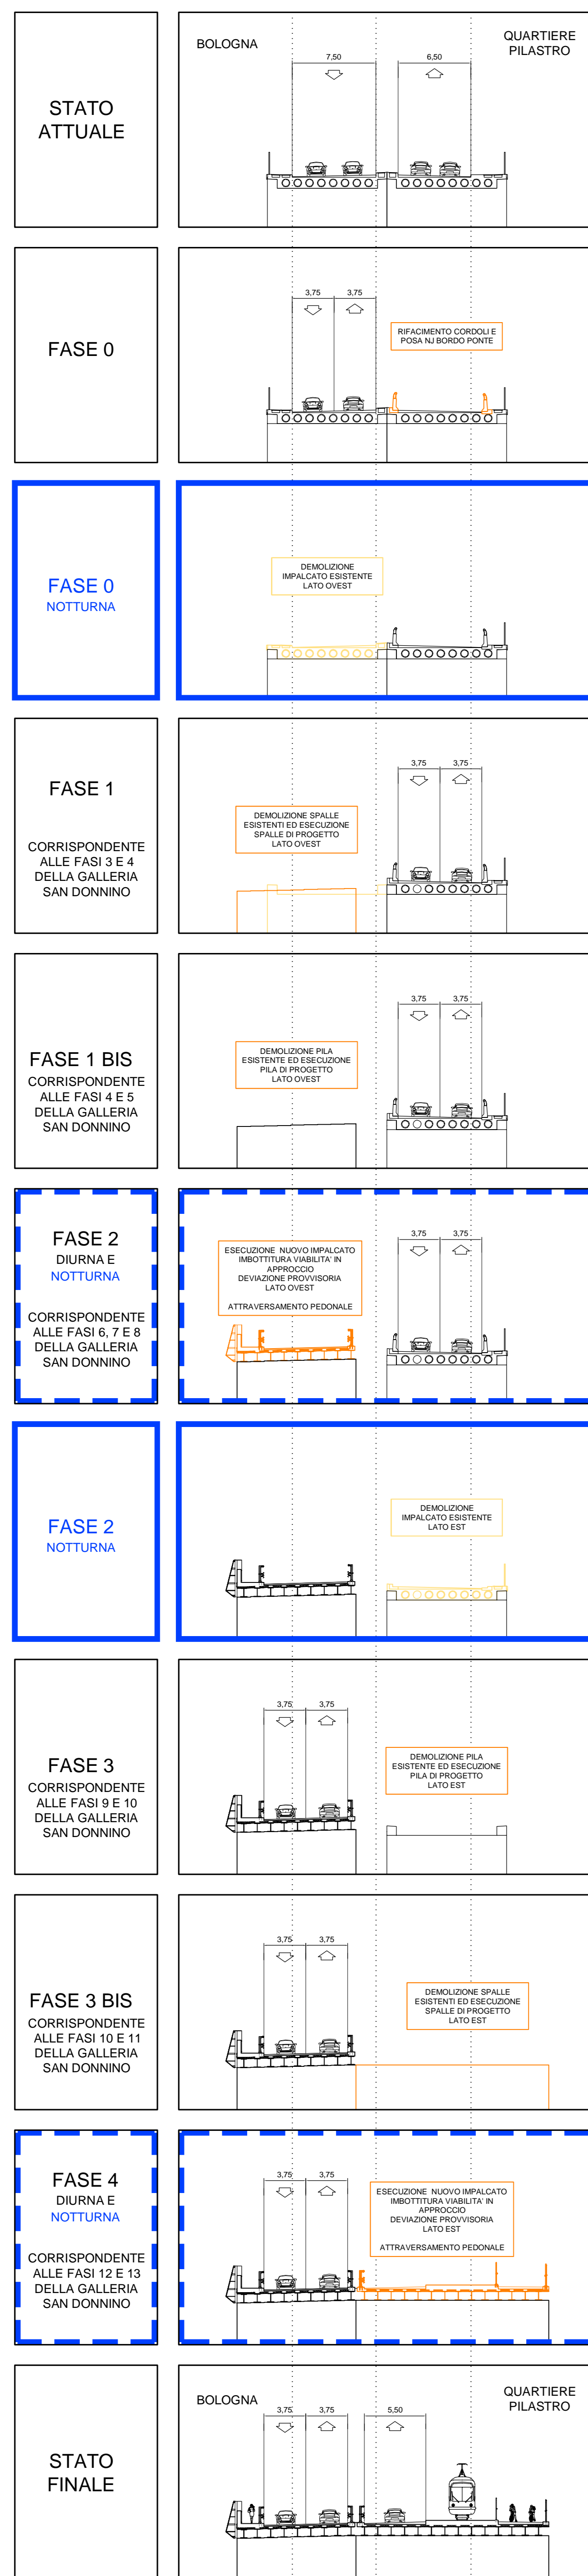 STATO
ATTUALE
BOLOGNA
QUARTIERE
PILASTRO
7,50
6,50
FASE 0
3,75
3,75
RIFACIMENTO CORDOLI E
POSA NJ BORDO PONTE
FASE 0
NOTTURNA
DEMOLIZIONE
IMPALCATO ESISTENTE
LATO OVEST
FASE 1
CORRISPONDENTE
ALLE FASI 3 E 4
DELLA GALLERIA
SAN DONNINO
3,75
3,75
DEMOLIZIONE SPALLE
ESISTENTI ED ESECUZIONE
SPALLE DI PROGETTO
LATO OVEST
FASE 1 BIS
CORRISPONDENTE
ALLE FASI 4 E 5
DELLA GALLERIA
SAN DONNINO
3,75
3,75
DEMOLIZIONE PILA
ESISTENTE ED ESECUZIONE
PILA DI PROGETTO
LATO OVEST
FASE 2
DIURNA E
NOTTURNA
CORRISPONDENTE
ALLE FASI 6, 7 E 8
DELLA GALLERIA
SAN DONNINO
3,75
3,75
ESECUZIONE NUOVO IMPALCATO
IMBOTTITURA VIABILITA' IN
APPROCCIO
DEVIAZIONE PROVVISORIA
LATO OVEST
ATTRAVERSAMENTO PEDONALE
FASE 2
NOTTURNA
DEMOLIZIONE
IMPALCATO ESISTENTE
LATO EST
FASE 3
CORRISPONDENTE
ALLE FASI 9 E 10
DELLA GALLERIA
SAN DONNINO
3,75
3,75
DEMOLIZIONE PILA
ESISTENTE ED ESECUZIONE
PILA DI PROGETTO
LATO EST
FASE 3 BIS
CORRISPONDENTE
ALLE FASI 10 E 11
DELLA GALLERIA
SAN DONNINO
3,75
3,75
DEMOLIZIONE SPALLE
ESISTENTI ED ESECUZIONE
SPALLE DI PROGETTO
LATO EST
FASE 4
DIURNA E
NOTTURNA
CORRISPONDENTE
ALLE FASI 12 E 13
DELLA GALLERIA
SAN DONNINO
3,75
3,75
ESECUZIONE NUOVO IMPALCATO
IMBOTTITURA VIABILITA' IN
APPROCCIO
DEVIAZIONE PROVVISORIA
LATO EST
ATTRAVERSAMENTO PEDONALE
STATO
FINALE
BOLOGNA
QUARTIERE
PILASTRO
3,75
3,75
5,50